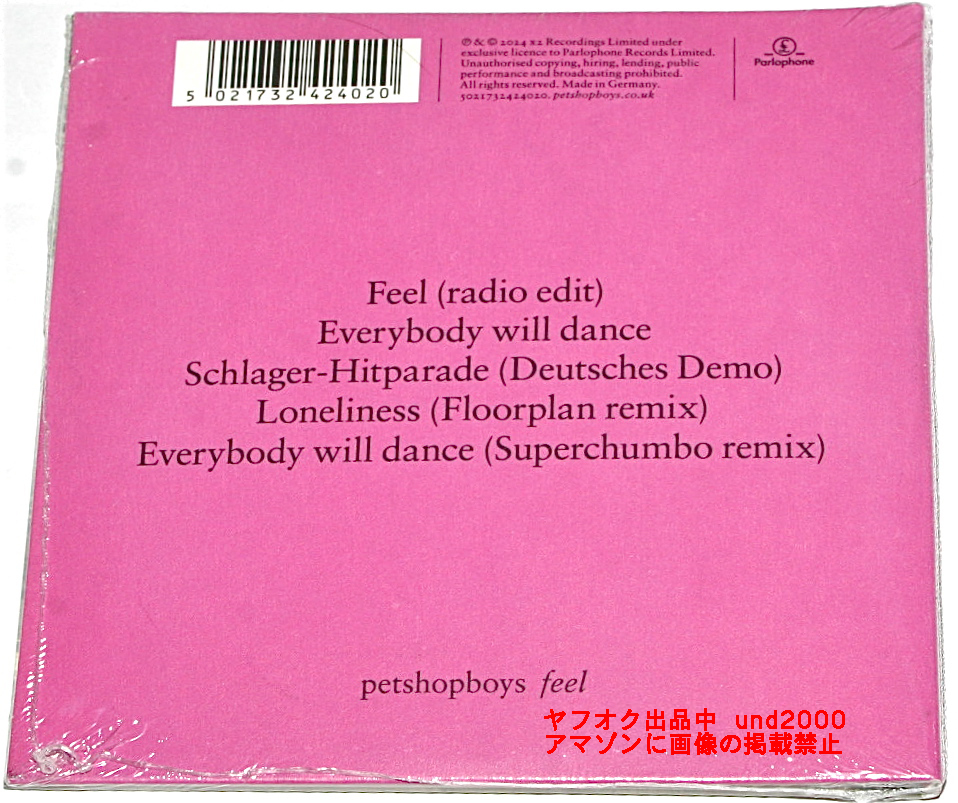 5 021732 424020
℗ & © 2024 x2 Recordings Limited under
exclusive licence to Parlophone Records Limited.
Unauthorised copying, hiring, lending, public
performance and broadcasting prohibited.
All rights reserved. Made in Germany.
5021732424020. petshopboys.co.uk
£
Parlophone
Feel (radio edit)
Everybody will dance
Schlager-Hitparade (Deutsches Demo)
Loneliness (Floorplan remix)
Everybody will dance (Superchumbo remix)
petshopboys feel
ヤフオク出品中 und2000
アマゾンに画像の掲載禁止